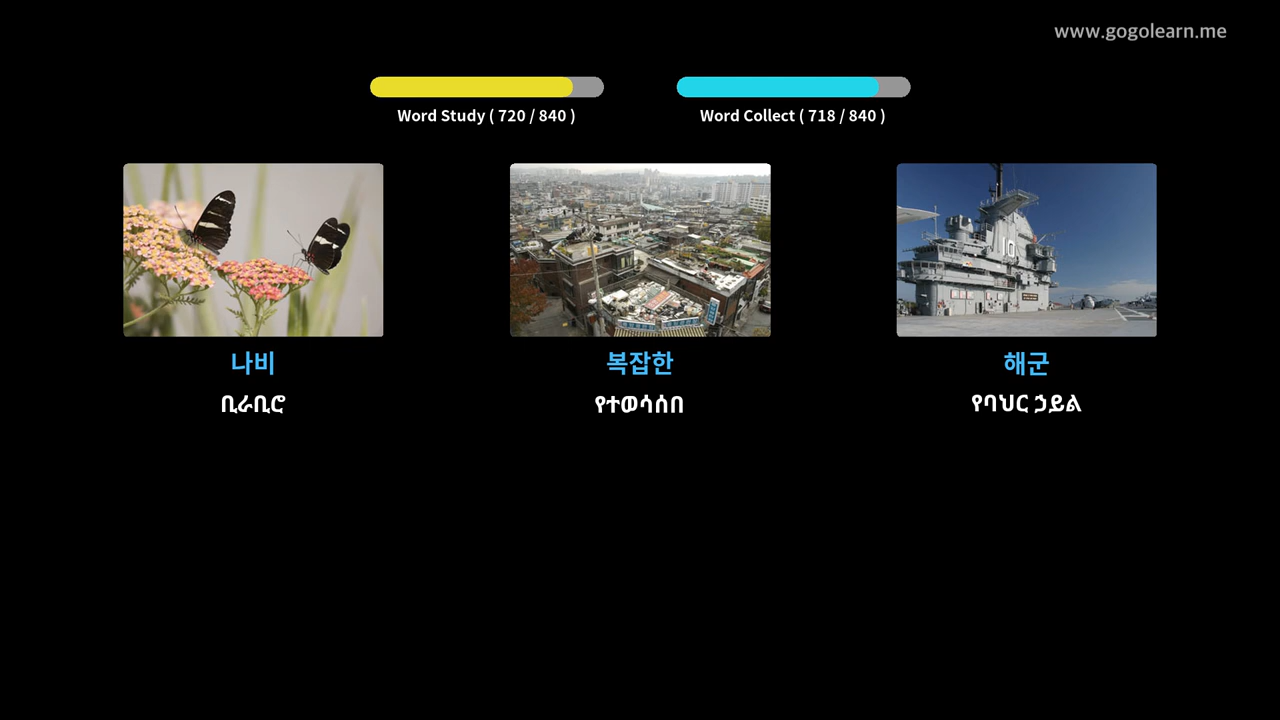 www.gogolearn.me
Word Study ( 720 / 840 )
Word Collect ( 718 / 840 )
10
나비
복잡한
해군
ቢራቢሮ
የተወሳሰበ
የባህር ኃይል